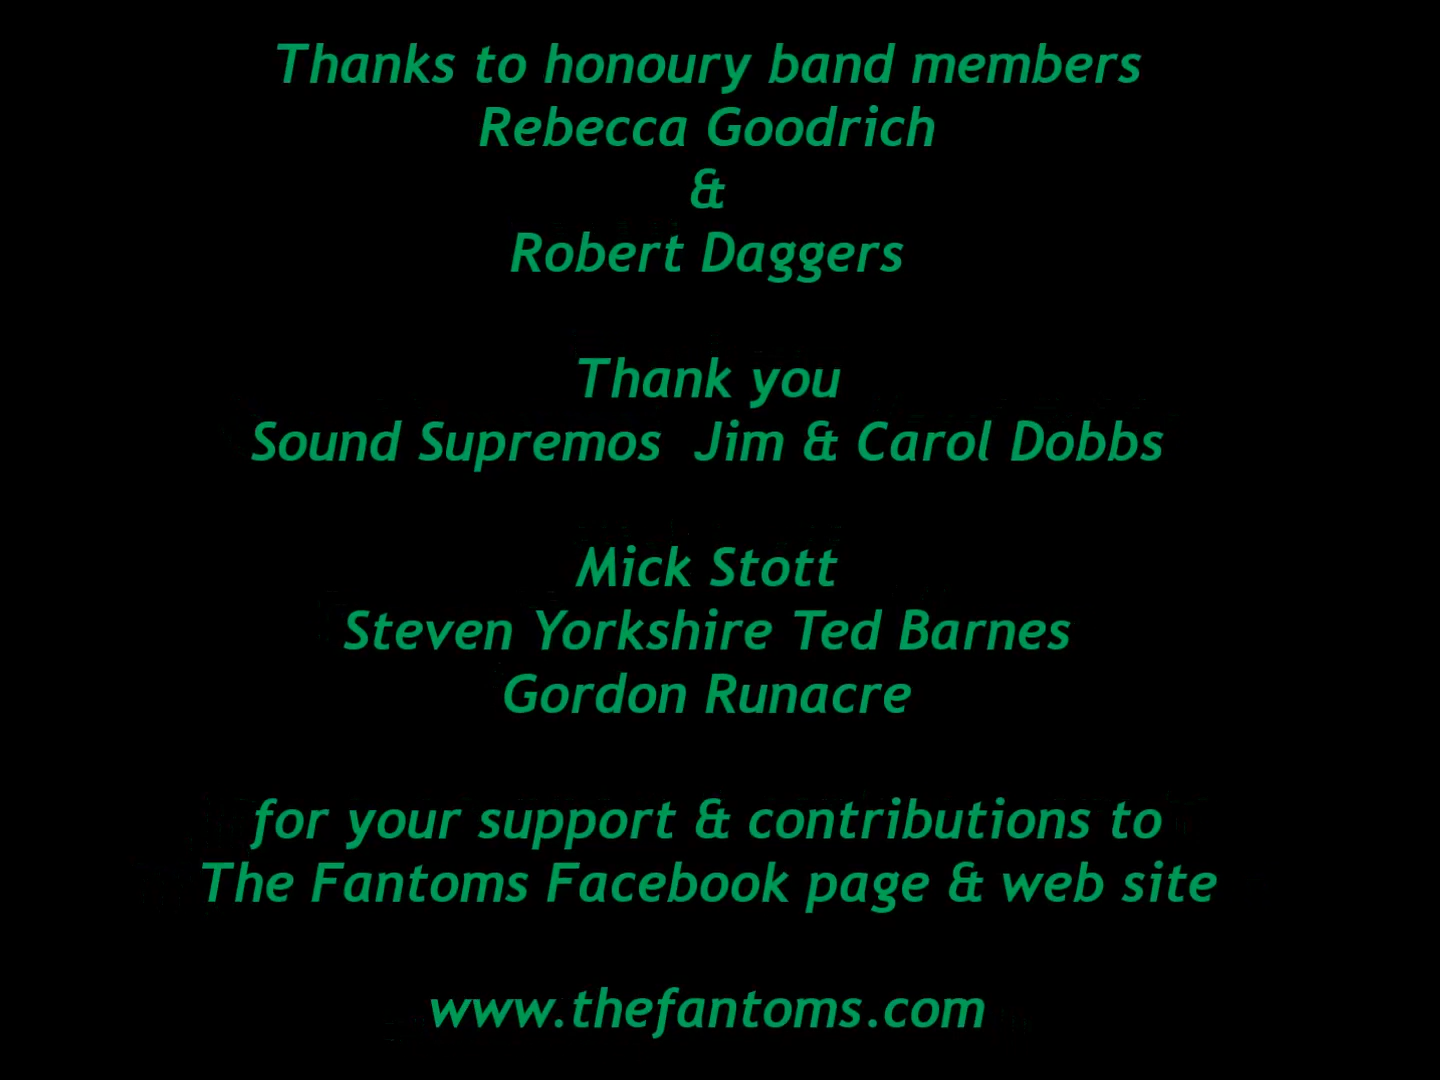 Thanks to honoury band members
Rebecca Goodrich
&
Robert Daggers
Thank you
Sound Supremos  Jim & Carol Dobbs
Mick Stott
Steven Yorkshire Ted Barnes
Gordon Runacre
for your support & contributions to
The Fantoms Facebook page & web site
www.thefantoms.com